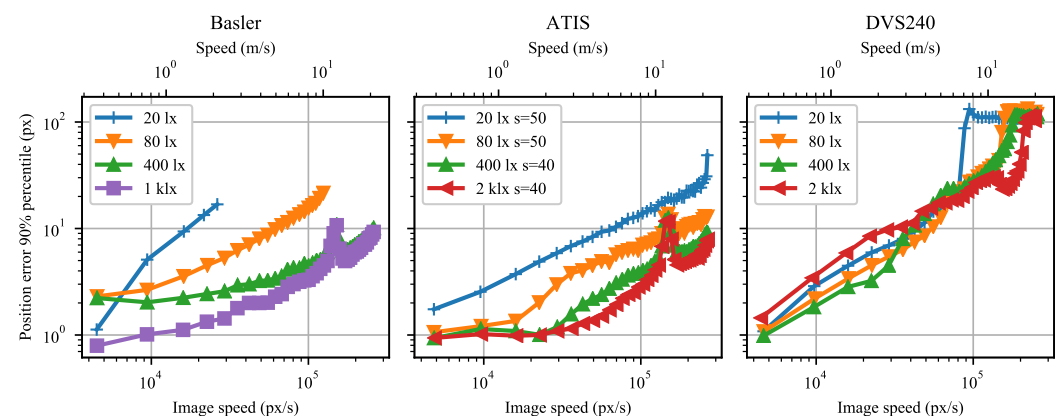 Basler
ATIS
DVS240
Speed (m/s)
Speed (m/s)
Speed (m/s)
10^0
10^1
10^0
10^1
10^0
10^1
Position error 90% percentile (px)
10^2
10^1
10^0
20 lx
80 lx
400 lx
1 klx
20 lx s=50
80 lx s=50
400 lx s=40
2 klx s=40
20 lx
80 lx
400 lx
2 klx
10^4
10^5
10^4
10^5
10^4
10^5
Image speed (px/s)
Image speed (px/s)
Image speed (px/s)